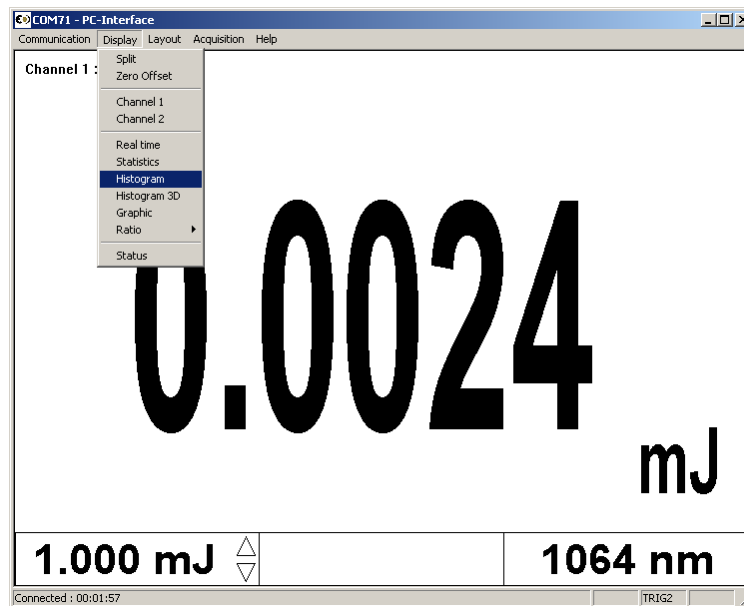 COM71 - PC-Interface
Communication Display Layout Acquisition Help
Channel 1 :
Split
Zero Offset
Channel 1
Channel 2
Real time
Statistics
Histogram
Histogram 3D
Graphic
Ratio
Status
0.0024
mJ
1.000 mJ
1064 nm
Connected : 00:01:57
TRIG2